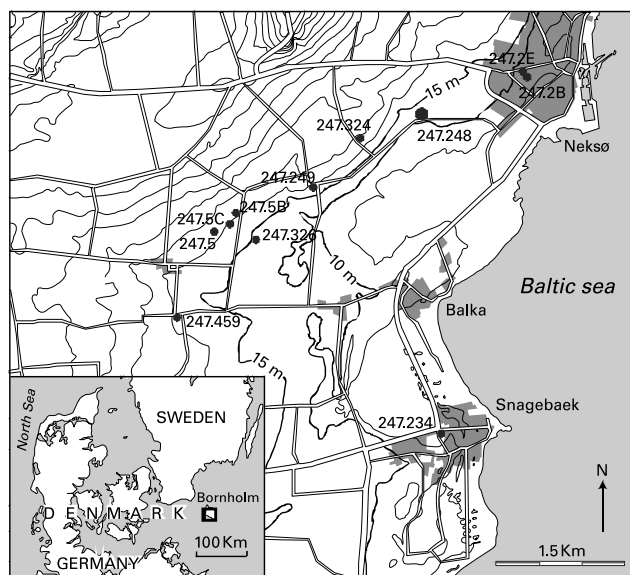 247.2E
15 m
247.2B
247.324
247.248
Neksø
247.249
247.5B
247.5C
247.5
247.326
10 m
Baltic sea
Balka
247.459
15 m
Snagebaek
247.234
North Sea
SWEDEN
Bornholm
DENMARK
100 Km
GERMANY
N
1.5 Km